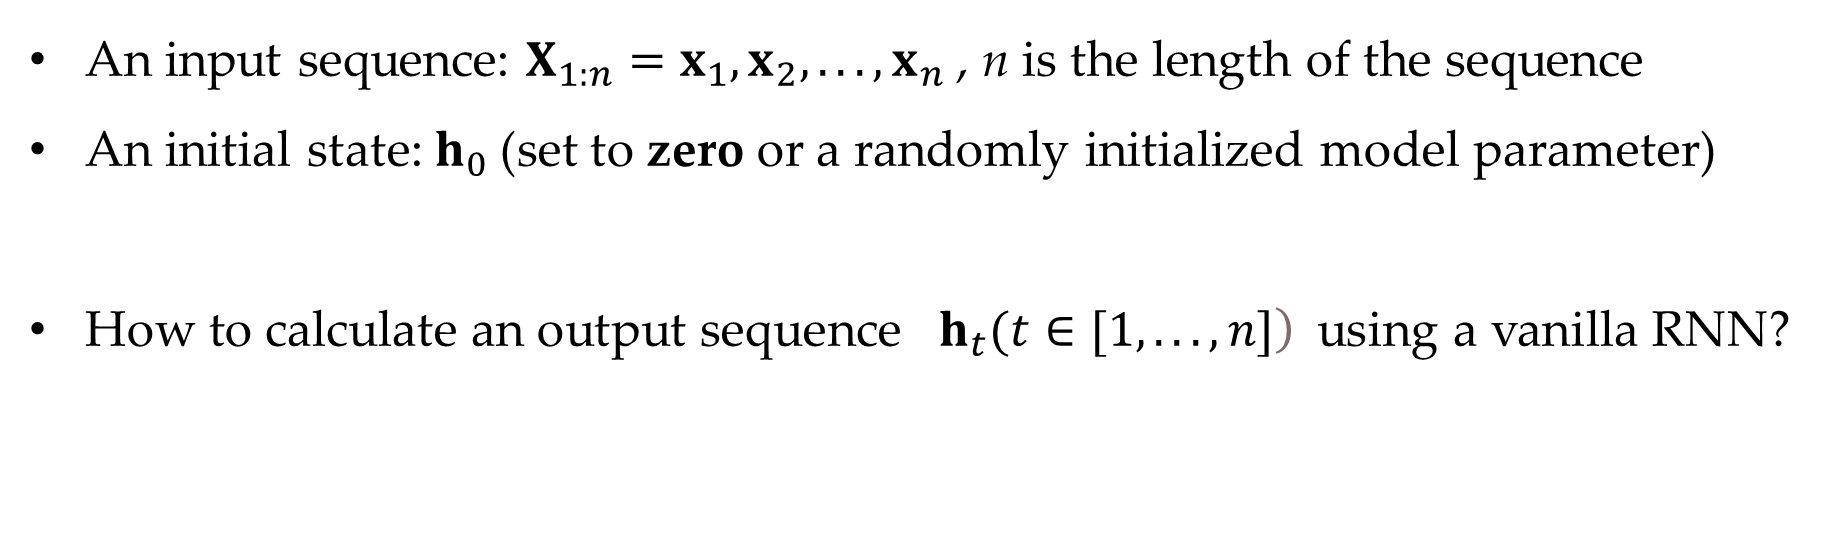 • An input sequence: 𝐗₁:ₙ = 𝐱₁, 𝐱₂, . . . , 𝐱ₙ , n is the length of the sequence
• An initial state: 𝐡₀ (set to zero or a randomly initialized model parameter)
• How to calculate an output sequence 𝐡ₜ(t ∈ [1, . . . , n]) using a vanilla RNN?